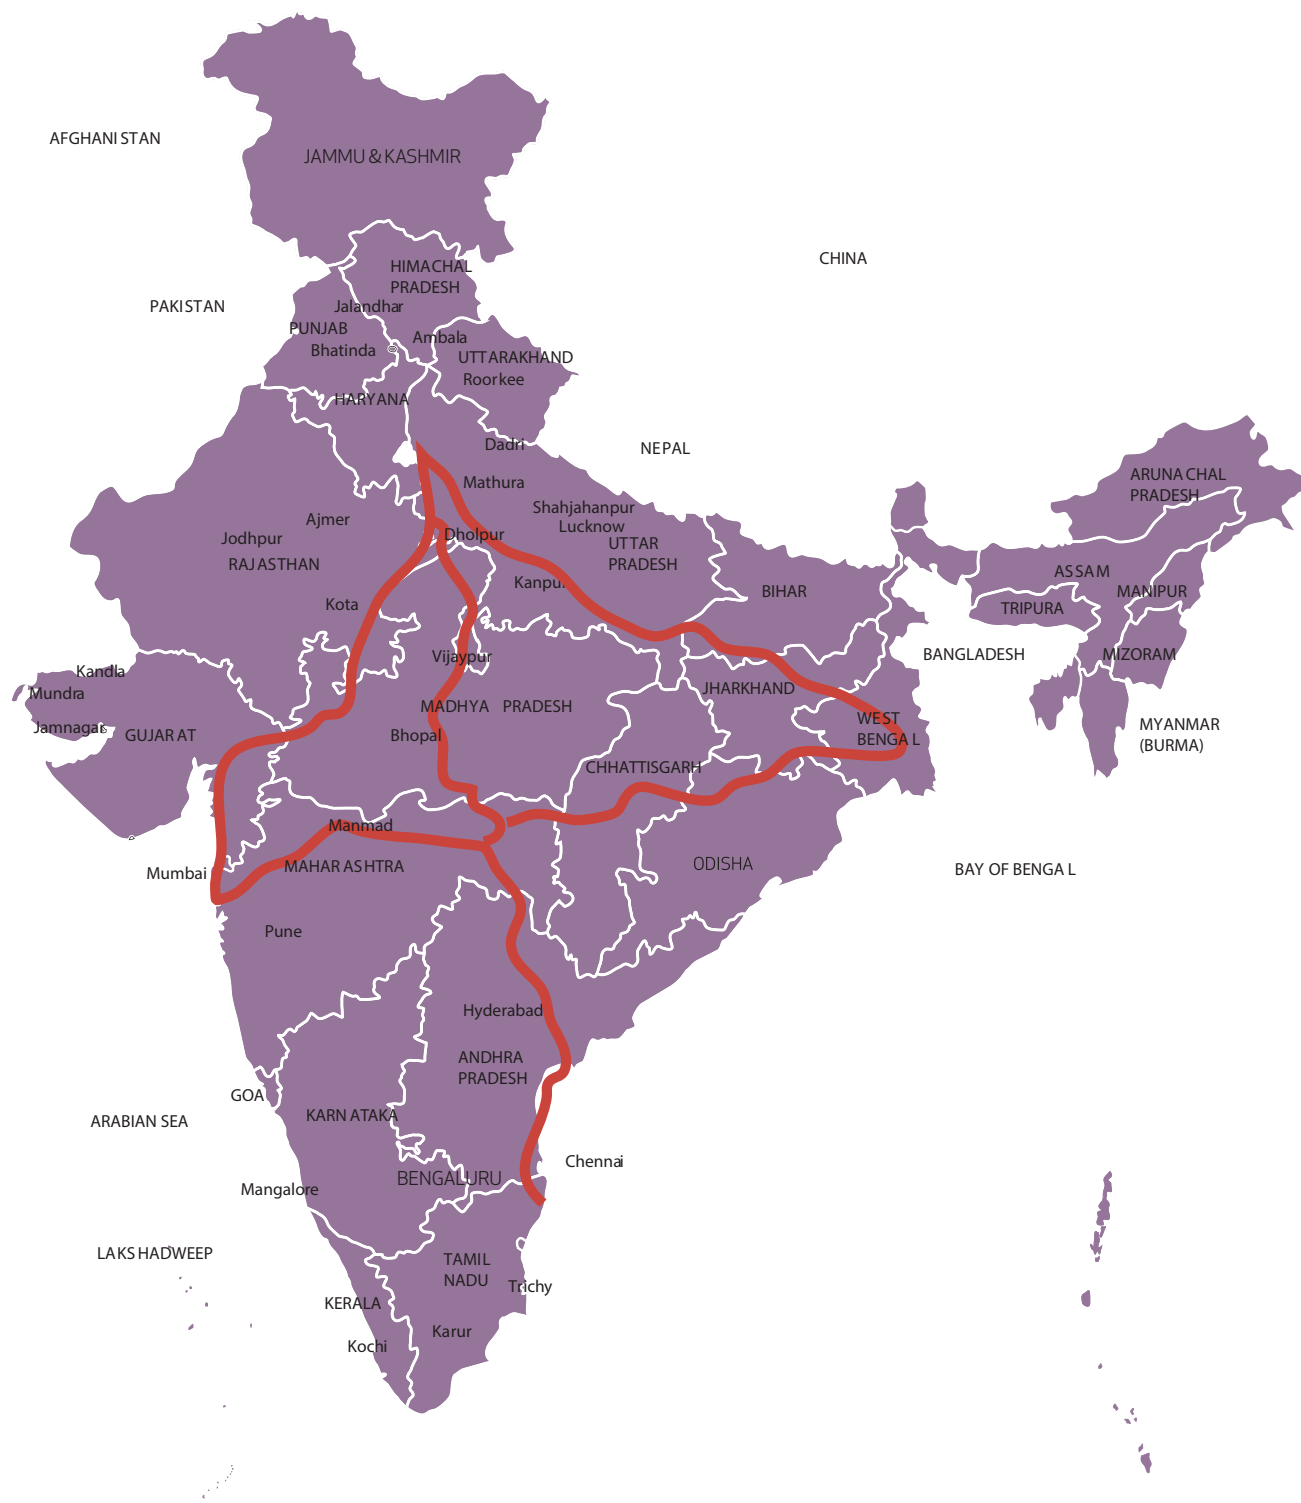 AFGHANISTAN
JAMMU & KASHMIR
CHINA
HIMACHAL
PRADESH
PAKISTAN
Jalandhar
PUNJAB
Ambala
Bhatinda
UTTARAKHAND
Roorkee
HARYANA
Dadri
NEPAL
Mathura
ARUNACHAL
PRADESH
Shahjahanpur
Ajmer
Lucknow
Jodhpur
Dholpur
UTTAR
PRADESH
RAJASTHAN
ASSAM
Kanpur
BIHAR
MANIPUR
Kota
TRIPURA
Vijaypur
BANGLADESH
MIZORAM
Kandla
Mundra
JHARKHAND
MADHYA PRADESH
Jamnagar
GUJARAT
Bhopal
WEST
BENGAL
MYANMAR
(BURMA)
CHHATTISGARH
Manmad
Mumbai
MAHARASHTRA
ODISHA
BAY OF BENGAL
Pune
Hyderabad
ANDHRA
PRADESH
GOA
ARABIAN SEA
KARNATAKA
Chennai
BENGALURU
Mangalore
LAKSHADWEEP
TAMIL
NADU
Trichy
KERALA
Karur
Kochi